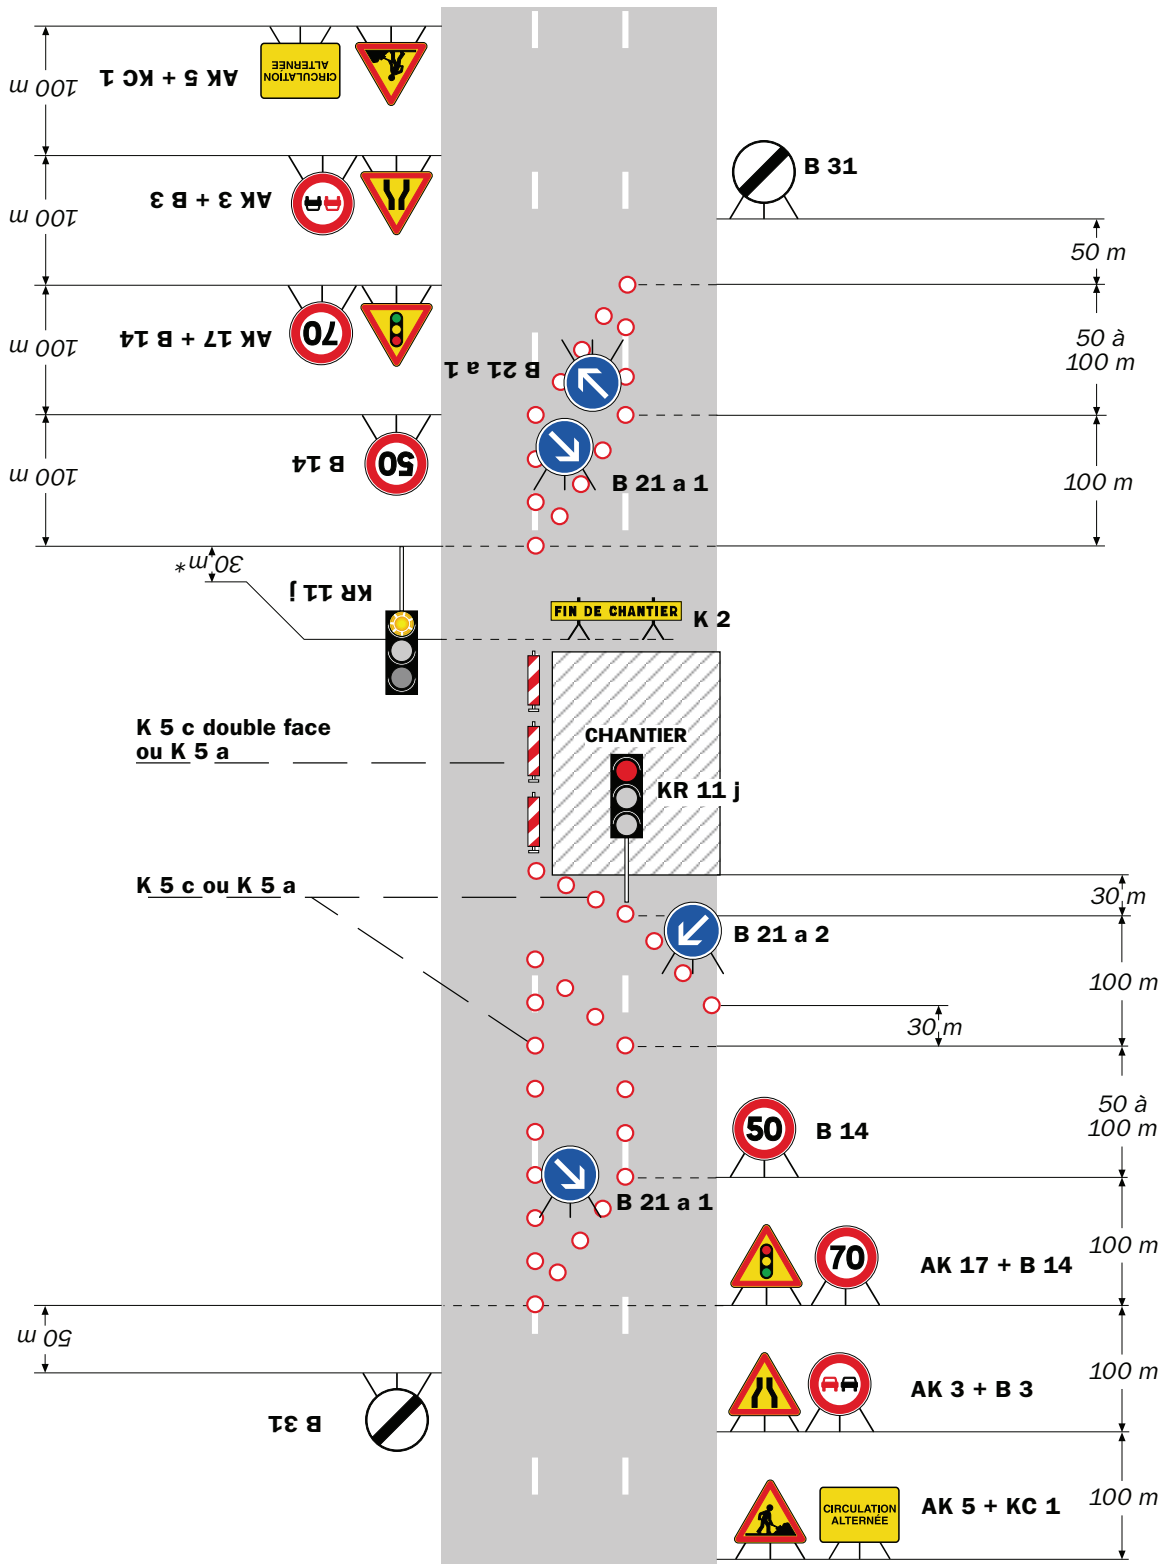 100 m
AK 5 + KC 1
CIRCULATION
ALTERNÉE
100 m
AK 3 + B 3
B 31
50 m
100 m
AK 17 + B 14
70
B 21 a 1
50 à
100 m
100 m
B 14
50
B 21 a 1
100 m
30 m*
KR 11 j
FIN DE CHANTIER
K 2
K 5 c double face
ou K 5 a
CHANTIER
KR 11 j
K 5 c ou K 5 a
30 m
B 21 a 2
100 m
30 m
50
B 14
50 à
100 m
B 21 a 1
70
AK 17 + B 14
100 m
50 m
AK 3 + B 3
100 m
B 31
CIRCULATION
ALTERNÉE
AK 5 + KC 1
100 m